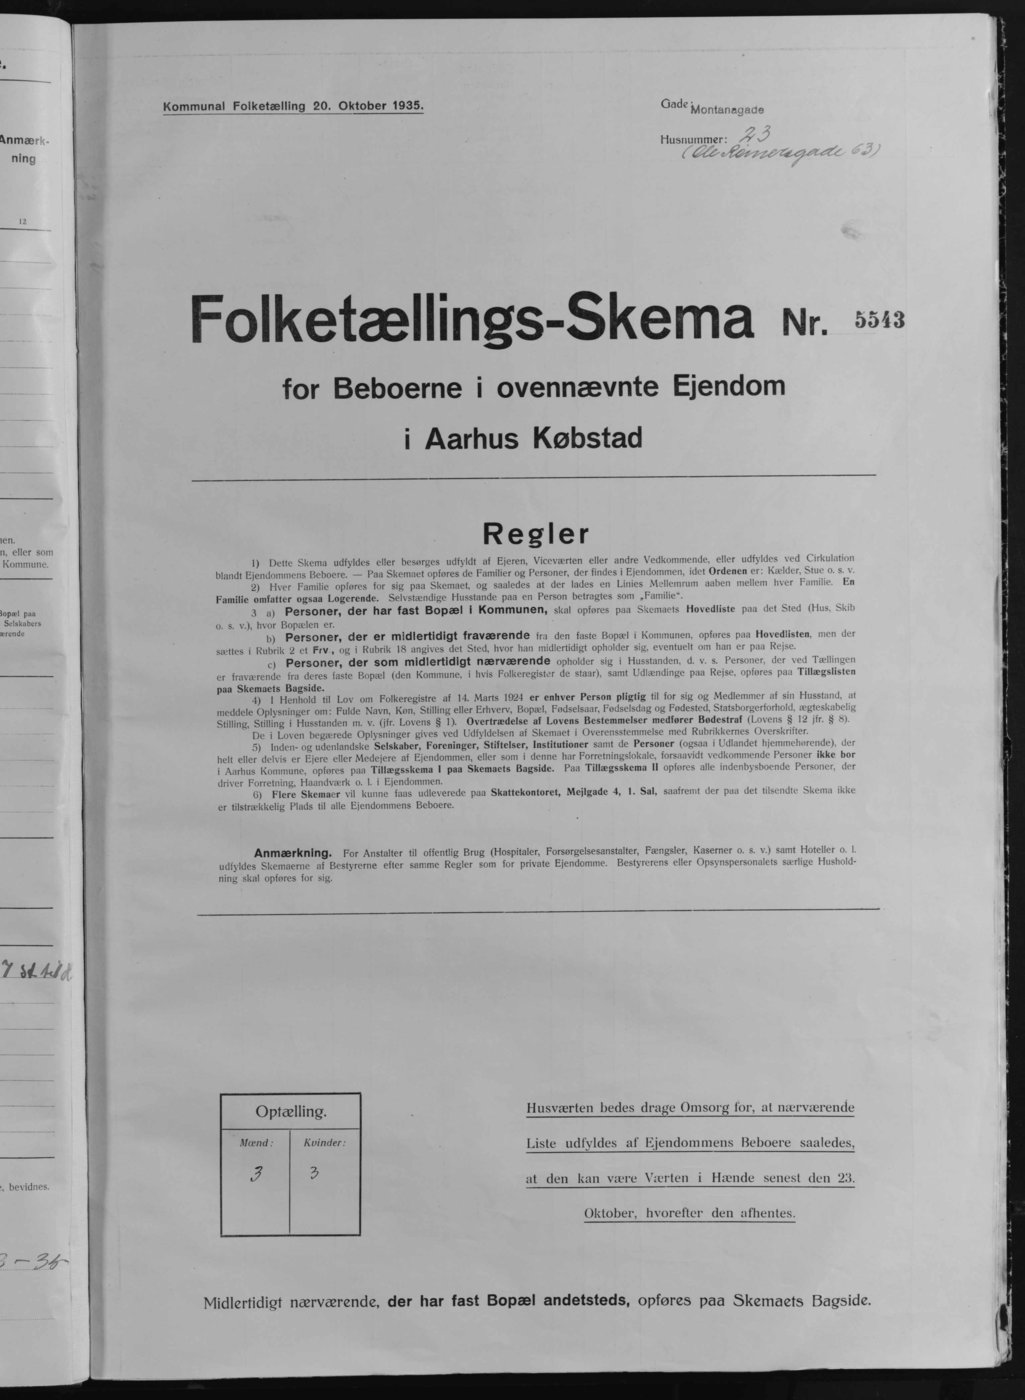 Anmærk-
ning
12
n, eller som
Kommune.
Bopæl paa
Selskabers
7 st til
, bevidnes.
- 35
Kommunal Folketælling 20. Oktober 1935.
Gade: Montanagade
Husnummer: 23
(Ole Rømersgade 63)
Folketællings-Skema Nr. 5543
for Beboerne i ovennævnte Ejendom
i Aarhus Købstad
Regler
1) Dette Skema udfyldes eller besørges udfyldt af Ejeren, Viceværten eller andre Vedkommende, eller udfyldes ved Cirkulation
blandt Ejendommens Beboere. — Paa Skemaet opføres de Familier og Personer, der findes i Ejendommen, idet Ordenen er: Kælder, Stue o. s. v.
2) Hver Familie opføres for sig paa Skemaet, og saaledes at der lades en Linies Mellemrum aaben mellem hver Familie. En
Familie omfatter ogsaa Logerende. Selvstændige Husstande paa en Person betragtes som „Familie“.
3 a) Personer, der har fast Bopæl i Kommunen, skal opføres paa Skemaets Hovedliste paa det Sted (Hus, Skib
o. s. v.), hvor Bopælen er.
b) Personer, der er midlertidigt fraværende fra den faste Bopæl i Kommunen, opføres paa Hovedlisten, men der
sættes i Rubrik 2 et Frv., og i Rubrik 18 angives det Sted, hvor han midlertidigt opholder sig, eventuelt om han er paa Rejse.
c) Personer, der som midlertidigt nærværende opholder sig i Husstanden, d. v. s. Personer, der ved Tællingen
er fraværende fra deres faste Bopæl (den Kommune, i hvis Folkeregister de staar), samt Udlændinge paa Rejse, opføres paa Tillægslisten
paa Skemaets Bagside.
4) I Henhold til Lov om Folkeregistre af 14. Marts 1924 er enhver Person pligtig til for sig og Medlemmer af sin Husstand, at
meddele Oplysninger om: Fulde Navn, Køn, Stilling eller Erhverv, Bopæl, Fødselsaar, Fødselsdag og Fødested, Statsborgerforhold, ægteskabelig
Stilling, Stilling i Husstanden m. v. (jfr. Lovens § 1). Overtrædelse af Lovens Bestemmelser medfører Bødestraf (Lovens § 12 jfr. § 8).
De i Loven begærede Oplysninger gives ved Udfyldelsen af Skemaet i Overensstemmelse med Rubrikkernes Overskrifter.
5) Inden- og udenlandske Selskaber, Foreninger, Stiftelser, Institutioner samt de Personer (ogsaa i Udlandet hjemmehørende), der
helt eller delvis er Ejere eller Medejere af Ejendommen, eller som i denne har Forretningslokale, forsaavidt vedkommende Personer ikke bor
i Aarhus Kommune, opføres paa Tillægsskema I paa Skemaets Bagside. Paa Tillægsskema II opføres alle indenbysboende Personer, der
driver Forretning, Haandværk o. l. i Ejendommen.
6) Flere Skemaer vil kunne faas udleverede paa Skattekontoret, Mejlgade 4, 1. Sal, saafremt der paa det tilsendte Skema ikke
er tilstrækkelig Plads til alle Ejendommens Beboere.
Anmærkning. For Anstalter til offentlig Brug (Hospitaler, Forsørgelsesanstalter, Fængsler, Kaserner o. s. v.) samt Hoteller o. l.
udfyldes Skemaerne af Bestyrerne efter samme Regler som for private Ejendomme. Bestyrerens eller Opsynspersonalets særlige Hushold-
ning skal opføres for sig.
Optælling.
Mænd: Kvinder:
3 3
Husværten bedes drage Omsorg for, at nærværende
Liste udfyldes af Ejendommens Beboere saaledes,
at den kan være Værten i Hænde senest den 23.
Oktober, hvorefter den afhentes.
Midlertidigt nærværende, der har fast Bopæl andetsteds, opføres paa Skemaets Bagside.